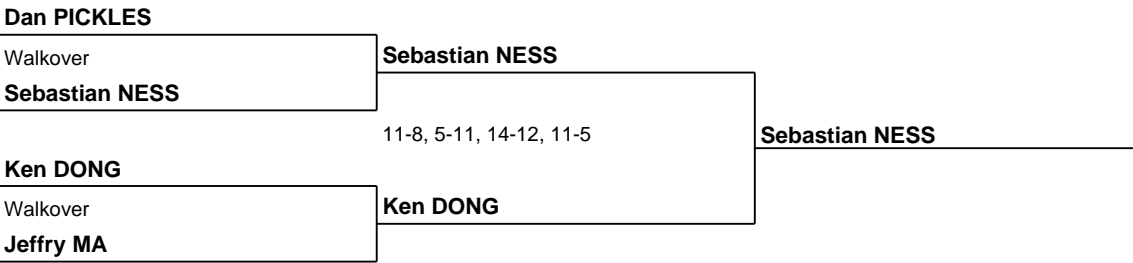 Dan PICKLES
Walkover
Sebastian NESS
Sebastian NESS
11-8, 5-11, 14-12, 11-5
Sebastian NESS
Ken DONG
Walkover
Ken DONG
Jeffry MA